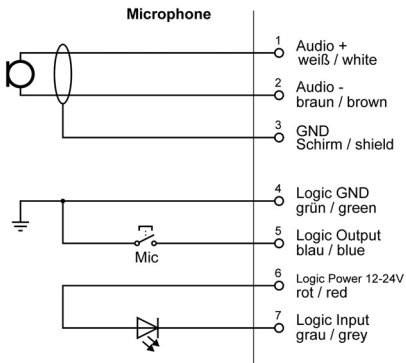 Microphone
1
Audio +
weiß / white
2
Audio -
braun / brown
3
GND
Schirm / shield
4
Logic GND
grün / green
5
Logic Output
blau / blue
Mic
6
Logic Power 12-24V
rot / red
7
Logic Input
grau / grey